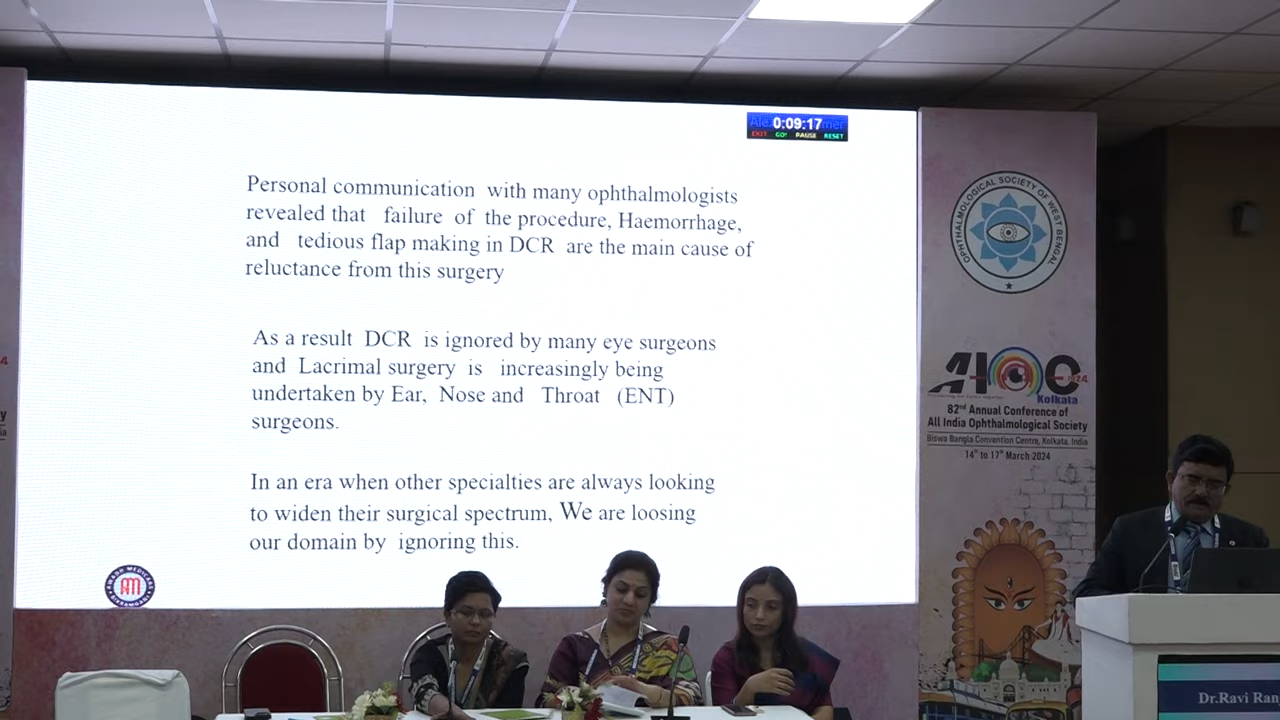 0:09:17
EXIT GO! PAUSE RESET
Personal communication with many ophthalmologists
revealed that failure of the procedure, Haemorrhage,
and tedious flap making in DCR are the main cause of
reluctance from this surgery
As a result DCR is ignored by many eye surgeons
and Lacrimal surgery is increasingly being
undertaken by Ear, Nose and Throat (ENT)
surgeons.
In an era when other specialties are always looking
to widen their surgical spectrum, We are loosing
our domain by ignoring this.
OPHTHALMOLOGICAL SOCIETY OF WEST BENGAL
AIOC 2024
Kolkata
82nd Annual Conference of
All India Ophthalmological Society
Biswa Bangla Convention Centre, Kolkata, India
14th to 17th March 2024
Dr.Ravi Ran